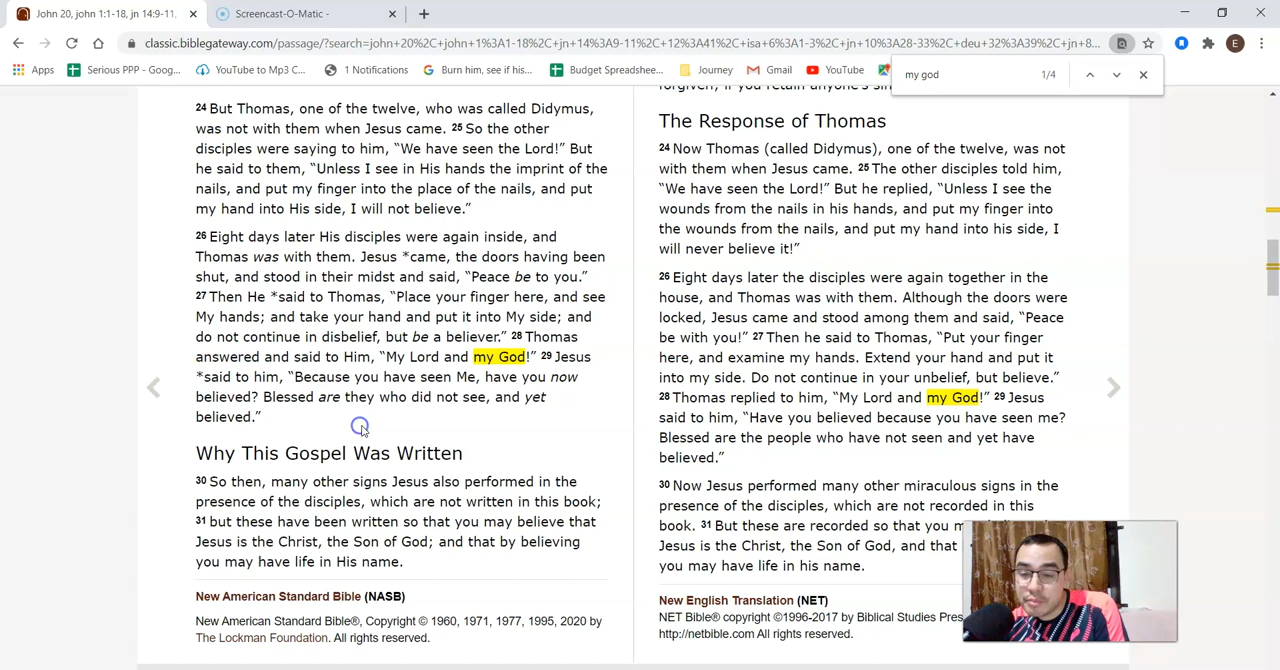 John 20, john 1:1-18, jn 14:9-11,
Screencast-O-Matic -
classic.biblegateway.com/passage/?search=john+20%2C+john+1%3A1-18%2C+jn+14%3A9-11%2C+12%3A41%2C+isa+6%3A1-3%2C+jn+10%3A28-33%2C+deu+32%3A39%2C+jn+8...
E
Apps
Serious PPP - Goog...
YouTube to Mp3 C...
1 Notifications
Burn him, see if his...
Budget Spreadshee...
Journey
Gmail
YouTube
my god
1/4
24 But Thomas, one of the twelve, who was called Didymus,
was not with them when Jesus came. 25 So the other
disciples were saying to him, “We have seen the Lord!” But
he said to them, “Unless I see in His hands the imprint of the
nails, and put my finger into the place of the nails, and put
my hand into His side, I will not believe.”
26 Eight days later His disciples were again inside, and
Thomas was with them. Jesus *came, the doors having been
shut, and stood in their midst and said, “Peace be to you.”
27 Then He *said to Thomas, “Place your finger here, and see
My hands; and take your hand and put it into My side; and
do not continue in disbelief, but be a believer.” 28 Thomas
answered and said to Him, “My Lord and my God!” 29 Jesus
*said to him, “Because you have seen Me, have you now
believed? Blessed are they who did not see, and yet
believed.”
Why This Gospel Was Written
30 So then, many other signs Jesus also performed in the
presence of the disciples, which are not written in this book;
31 but these have been written so that you may believe that
Jesus is the Christ, the Son of God; and that by believing
you may have life in His name.
New American Standard Bible (NASB)
New American Standard Bible®, Copyright © 1960, 1971, 1977, 1995, 2020 by
The Lockman Foundation. All rights reserved.
forgiven; if you retain anyone's
The Response of Thomas
24 Now Thomas (called Didymus), one of the twelve, was not
with them when Jesus came. 25 The other disciples told him,
“We have seen the Lord!” But he replied, “Unless I see the
wounds from the nails in his hands, and put my finger into
the wounds from the nails, and put my hand into his side, I
will never believe it!”
26 Eight days later the disciples were again together in the
house, and Thomas was with them. Although the doors were
locked, Jesus came and stood among them and said, “Peace
be with you!” 27 Then he said to Thomas, “Put your finger
here, and examine my hands. Extend your hand and put it
into my side. Do not continue in your unbelief, but believe.”
28 Thomas replied to him, “My Lord and my God!” 29 Jesus
said to him, “Have you believed because you have seen me?
Blessed are the people who have not seen and yet have
believed.”
30 Now Jesus performed many other miraculous signs in the
presence of the disciples, which are not recorded in this
book. 31 But these are recorded so that you
Jesus is the Christ, the Son of God, and that
you may have life in his name.
New English Translation (NET)
NET Bible® copyright ©1996-2017 by Biblical Studies
http://netbible.com All rights reserved.